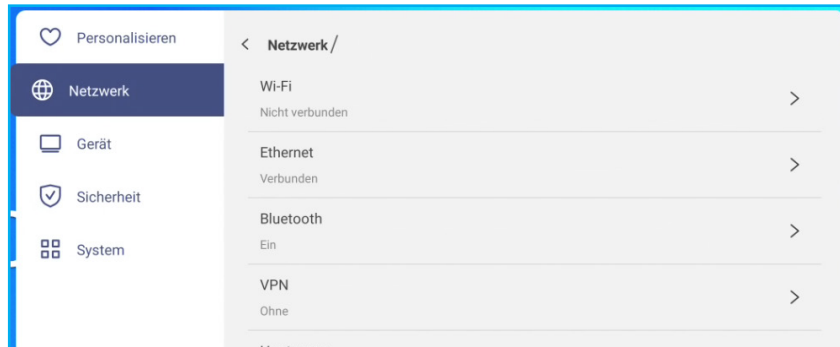 Personalisieren
Netzwerk
Gerät
Sicherheit
System
Netzwerk/
Wi-Fi
Nicht verbunden
Ethernet
Verbunden
Bluetooth
Ein
VPN
Ohne